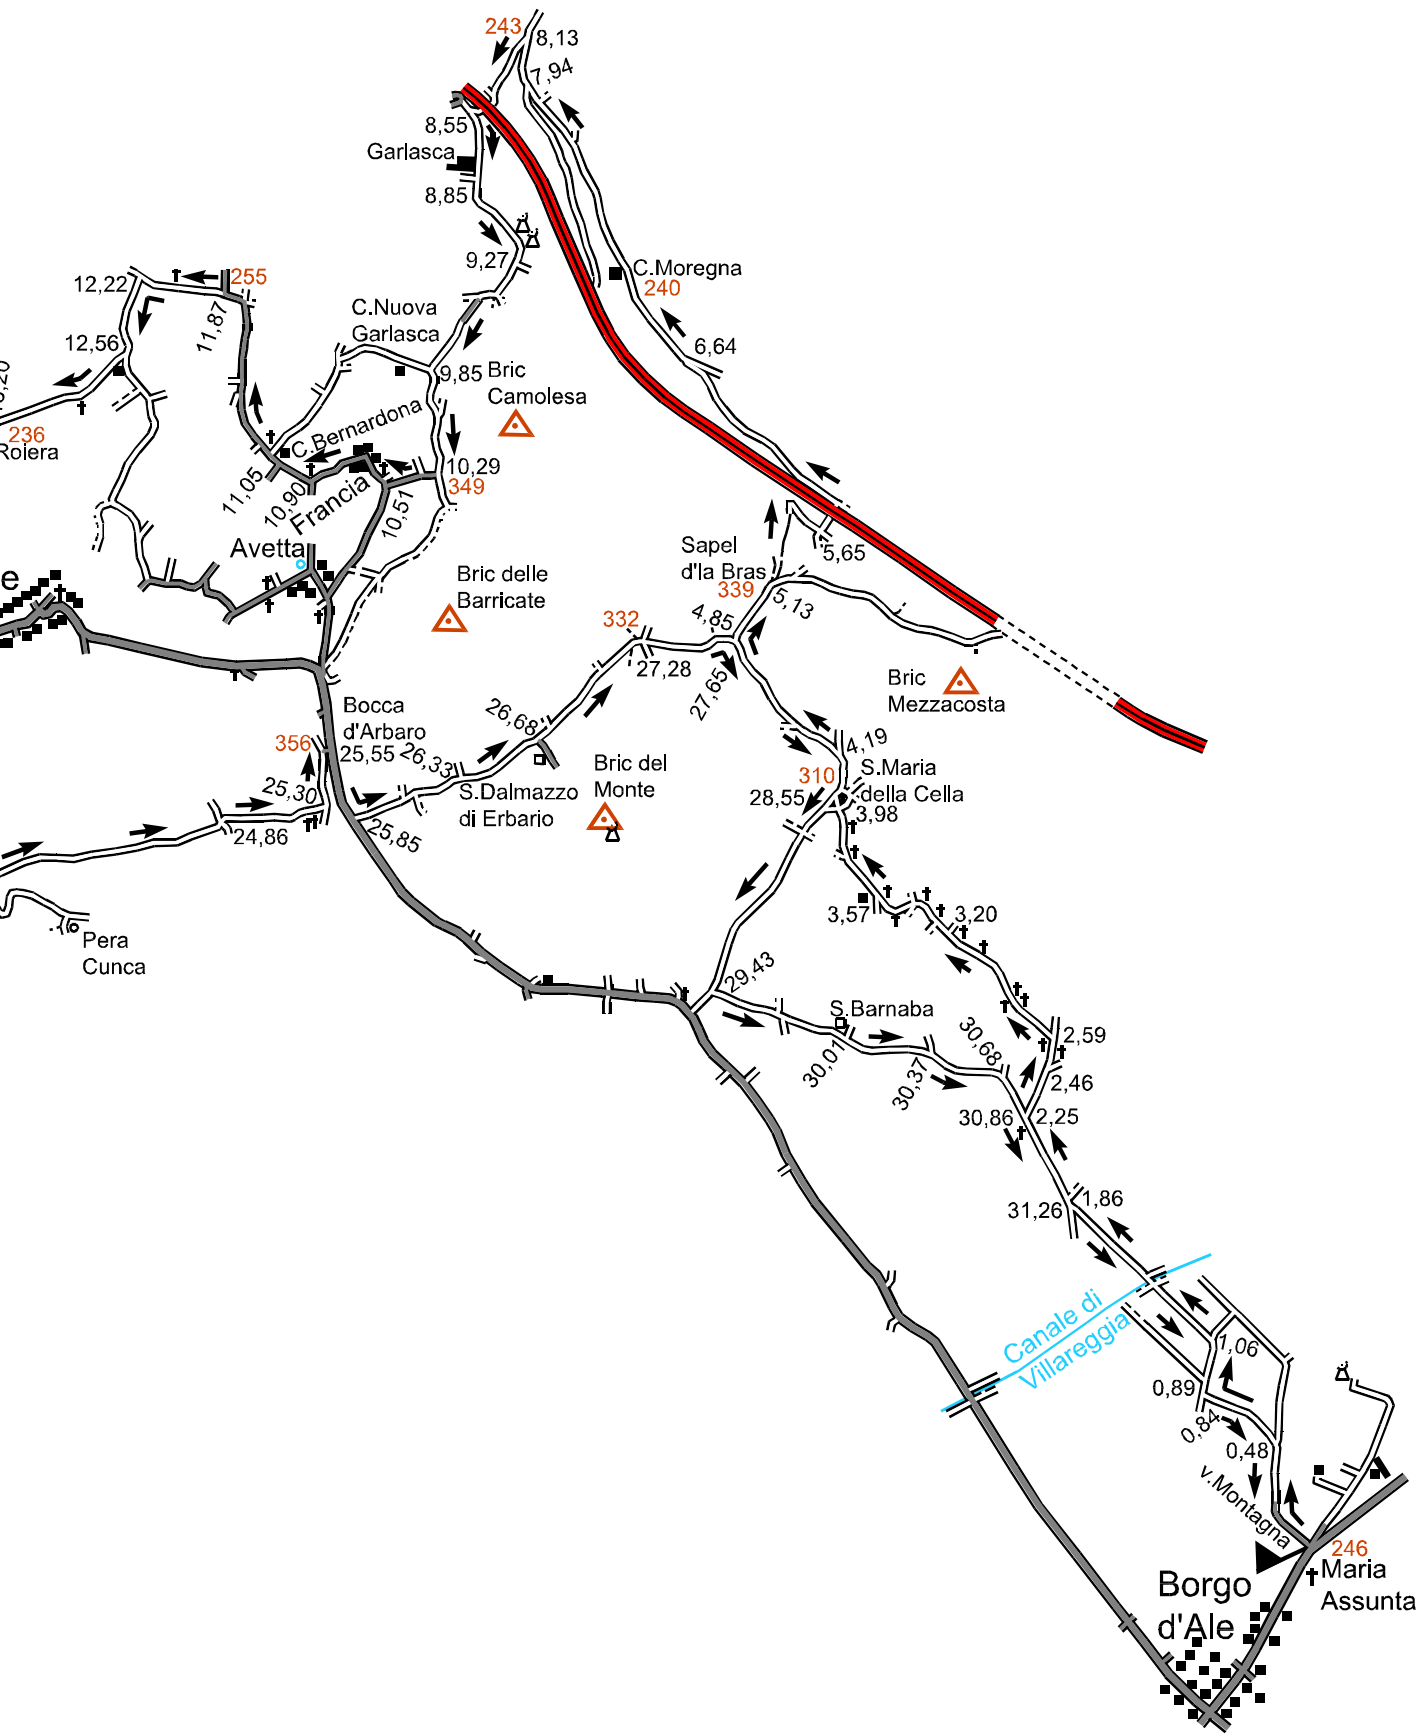 243
8,13
7,94
8,55
Garlasca
8,85
9,27
C.Moregna
240
255
12,22
11,87
C.Nuova
Garlasca
12,56
6,64
9,85
Bric
Camolesa
236
Roiera
C.Bernardona
10,29
349
11,05
10,90
Francia
10,51
Avetta
5,65
Sapel
d'la Bras
339
5,13
e
Bric delle
Barricate
332
4,85
27,28
27,65
Bric
Mezzacosta
Bocca
d'Arbaro
356
25,55
26,68
26,33
4,19
310
S.Maria
della Cella
Bric del
Monte
25,30
S.Dalmazzo
di Erbario
28,55
3,98
24,86
25,85
3,57
3,20
Pera
Cunca
29,43
S.Barnaba
30,01
30,37
30,68
2,59
2,46
30,86
2,25
31,26
1,86
Canale di
Villareggia
1,06
0,89
0,84
0,48
v.Montagna
246
Maria
Assunta
Borgo
d'Ale